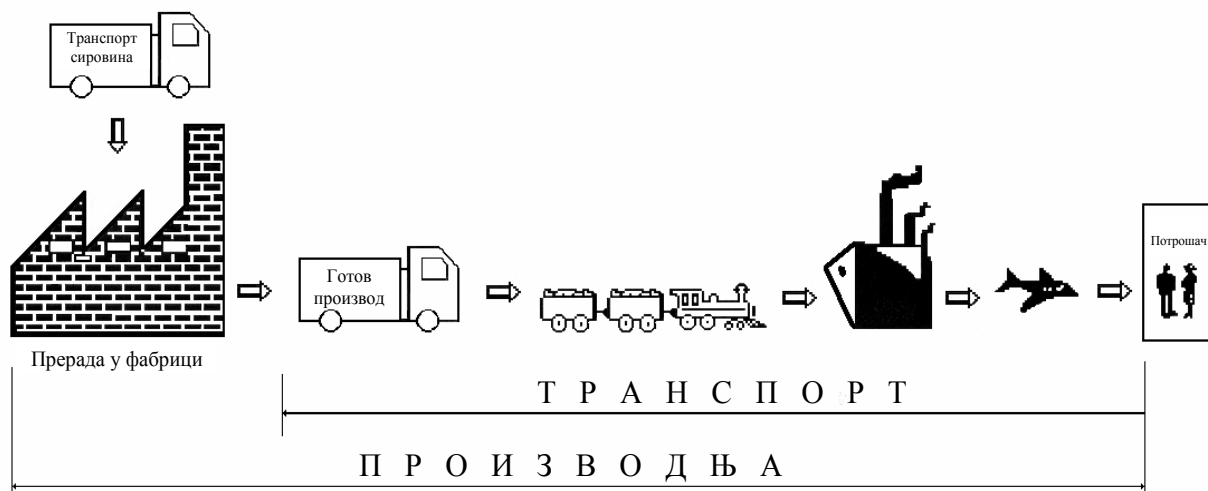 Транспорт
сировина
Готов
производ
Потрошач
Прерада у фабрици
Т Р А Н С П О Р Т
П Р О И З В О Д Њ А